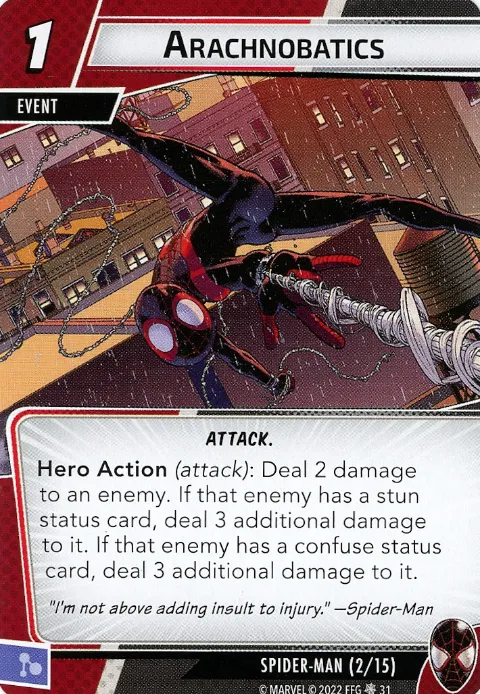 1
ARACHNOBATICS
EVENT
ATTACK.
Hero Action (attack): Deal 2 damage
to an enemy. If that enemy has a stun
status card, deal 3 additional damage
to it. If that enemy has a confuse status
card, deal 3 additional damage to it.
"I'm not above adding insult to injury." —Spider-Man
SPIDER-MAN (2/15)
© MARVEL © 2022 FFG 31